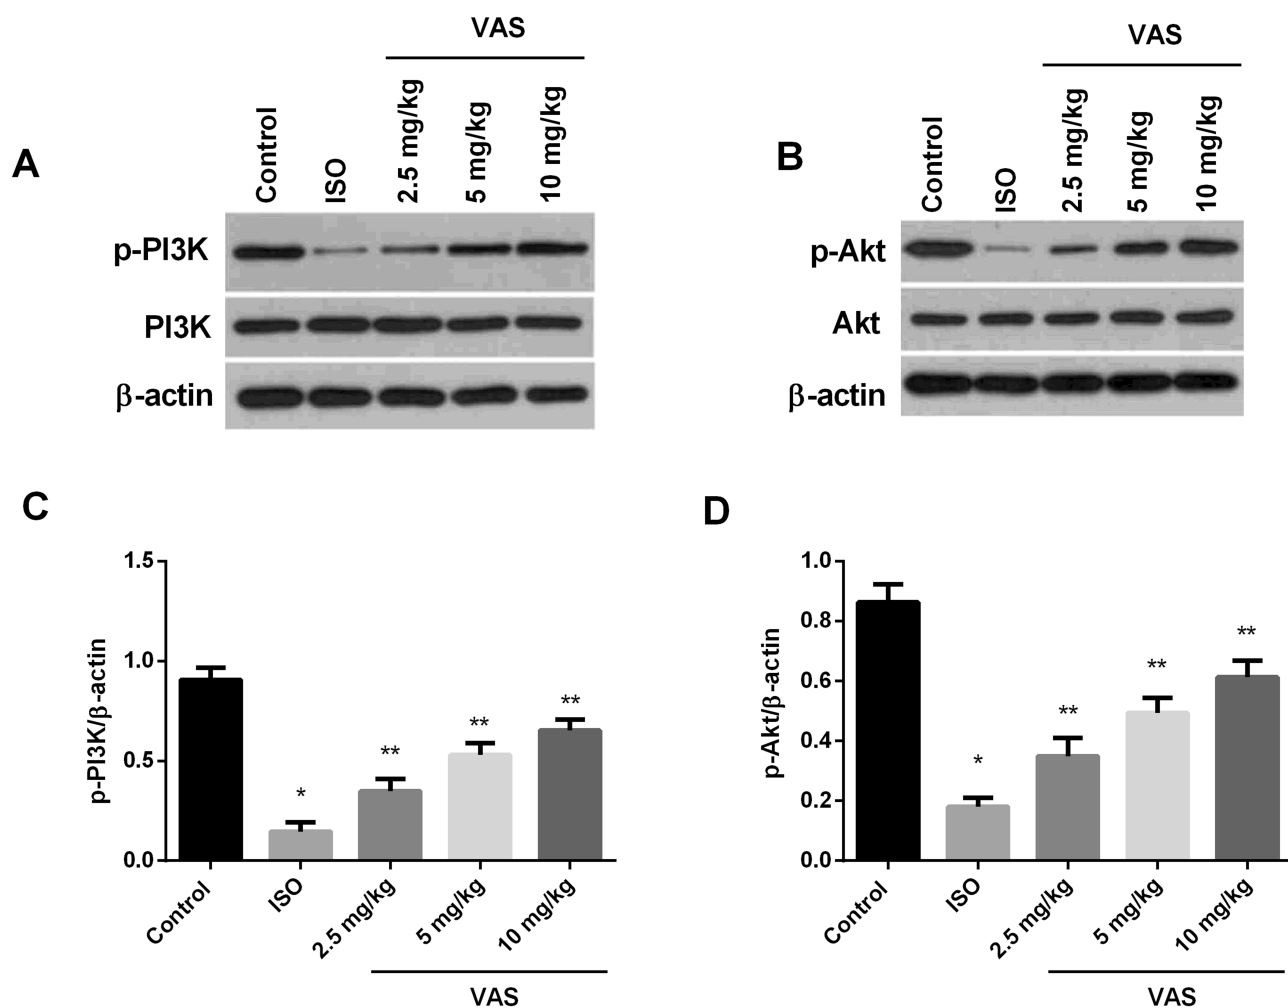 A
VAS
Control
ISO
2.5 mg/kg
5 mg/kg
10 mg/kg
p-PI3K
PI3K
β-actin
B
VAS
Control
ISO
2.5 mg/kg
5 mg/kg
10 mg/kg
p-Akt
Akt
β-actin
C
p-PI3K/β-actin
1.5
1.0
0.5
0.0
*
**
**
**
Control
ISO
2.5 mg/kg
5 mg/kg
10 mg/kg
VAS
D
p-Akt/β-actin
1.0
0.8
0.6
0.4
0.2
0.0
*
**
**
**
Control
ISO
2.5 mg/kg
5 mg/kg
10 mg/kg
VAS